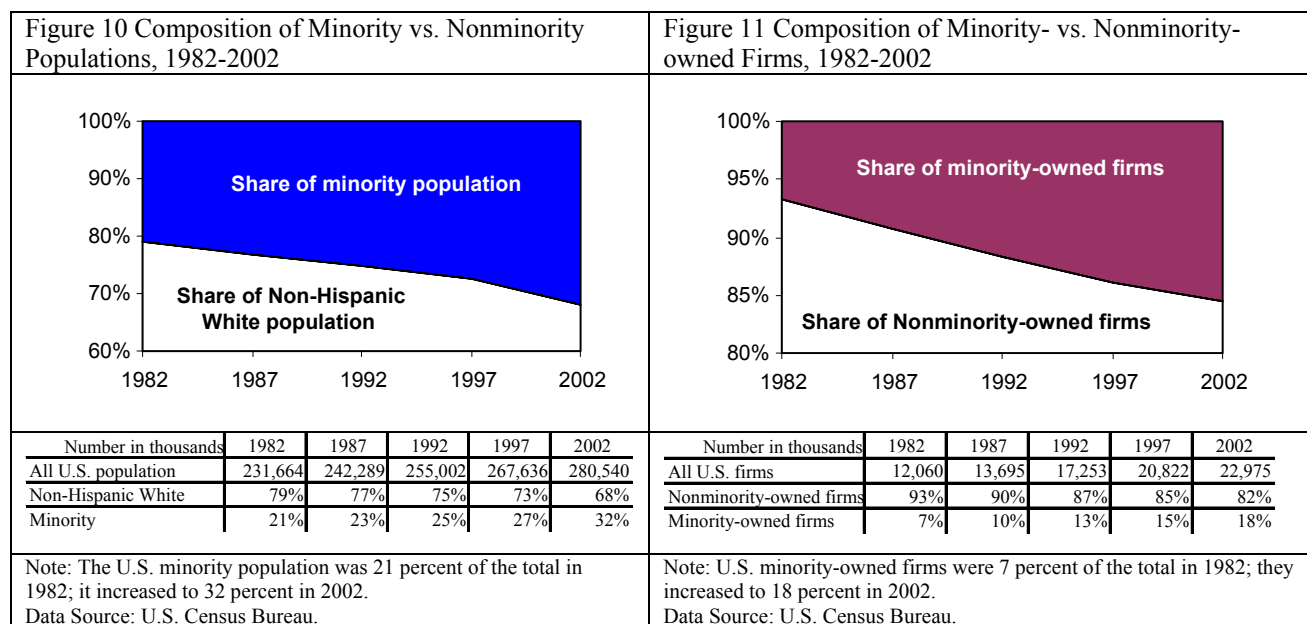 Figure 10 Composition of Minority vs. Nonminority
Populations, 1982-2002
100%
90%
80%
70%
60%
Share of minority population
Share of Non-Hispanic
White population
1982 1987 1992 1997 2002
Number in thousands 1982 1987 1992 1997 2002
All U.S. population 231,664 242,289 255,002 267,636 280,540
Non-Hispanic White 79% 77% 75% 73% 68%
Minority 21% 23% 25% 27% 32%
Note: The U.S. minority population was 21 percent of the total in
1982; it increased to 32 percent in 2002.
Data Source: U.S. Census Bureau.
Figure 11 Composition of Minority- vs. Nonminority-
owned Firms, 1982-2002
100%
95%
90%
85%
80%
Share of minority-owned firms
Share of Nonminority-owned firms
1982 1987 1992 1997 2002
Number in thousands 1982 1987 1992 1997 2002
All U.S. firms 12,060 13,695 17,253 20,822 22,975
Nonminority-owned firms 93% 90% 87% 85% 82%
Minority-owned firms 7% 10% 13% 15% 18%
Note: U.S. minority-owned firms were 7 percent of the total in 1982; they
increased to 18 percent in 2002.
Data Source: U.S. Census Bureau.